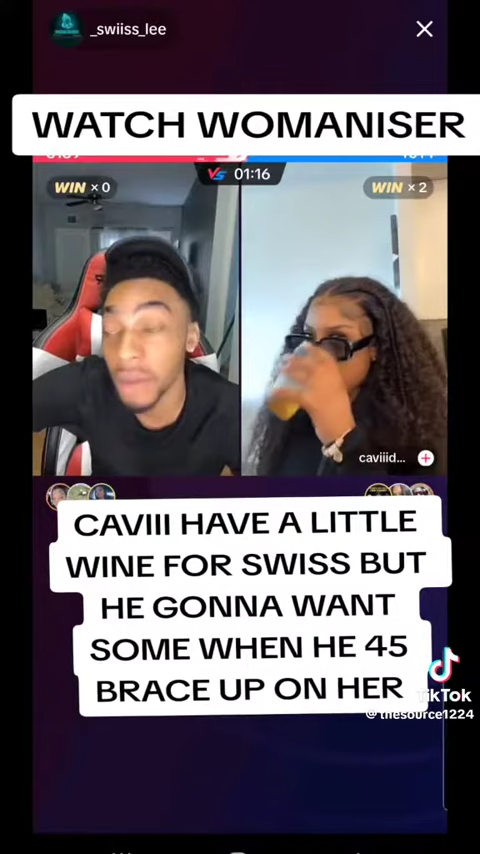 _swiiss_lee
WATCH WOMANISER
VS 01:16
WIN × 0
WIN × 2
caviiid...
CAVIII HAVE A LITTLE
WINE FOR SWISS BUT
HE GONNA WANT
SOME WHEN HE 45
BRACE UP ON HER
TikTok
@thesource1224